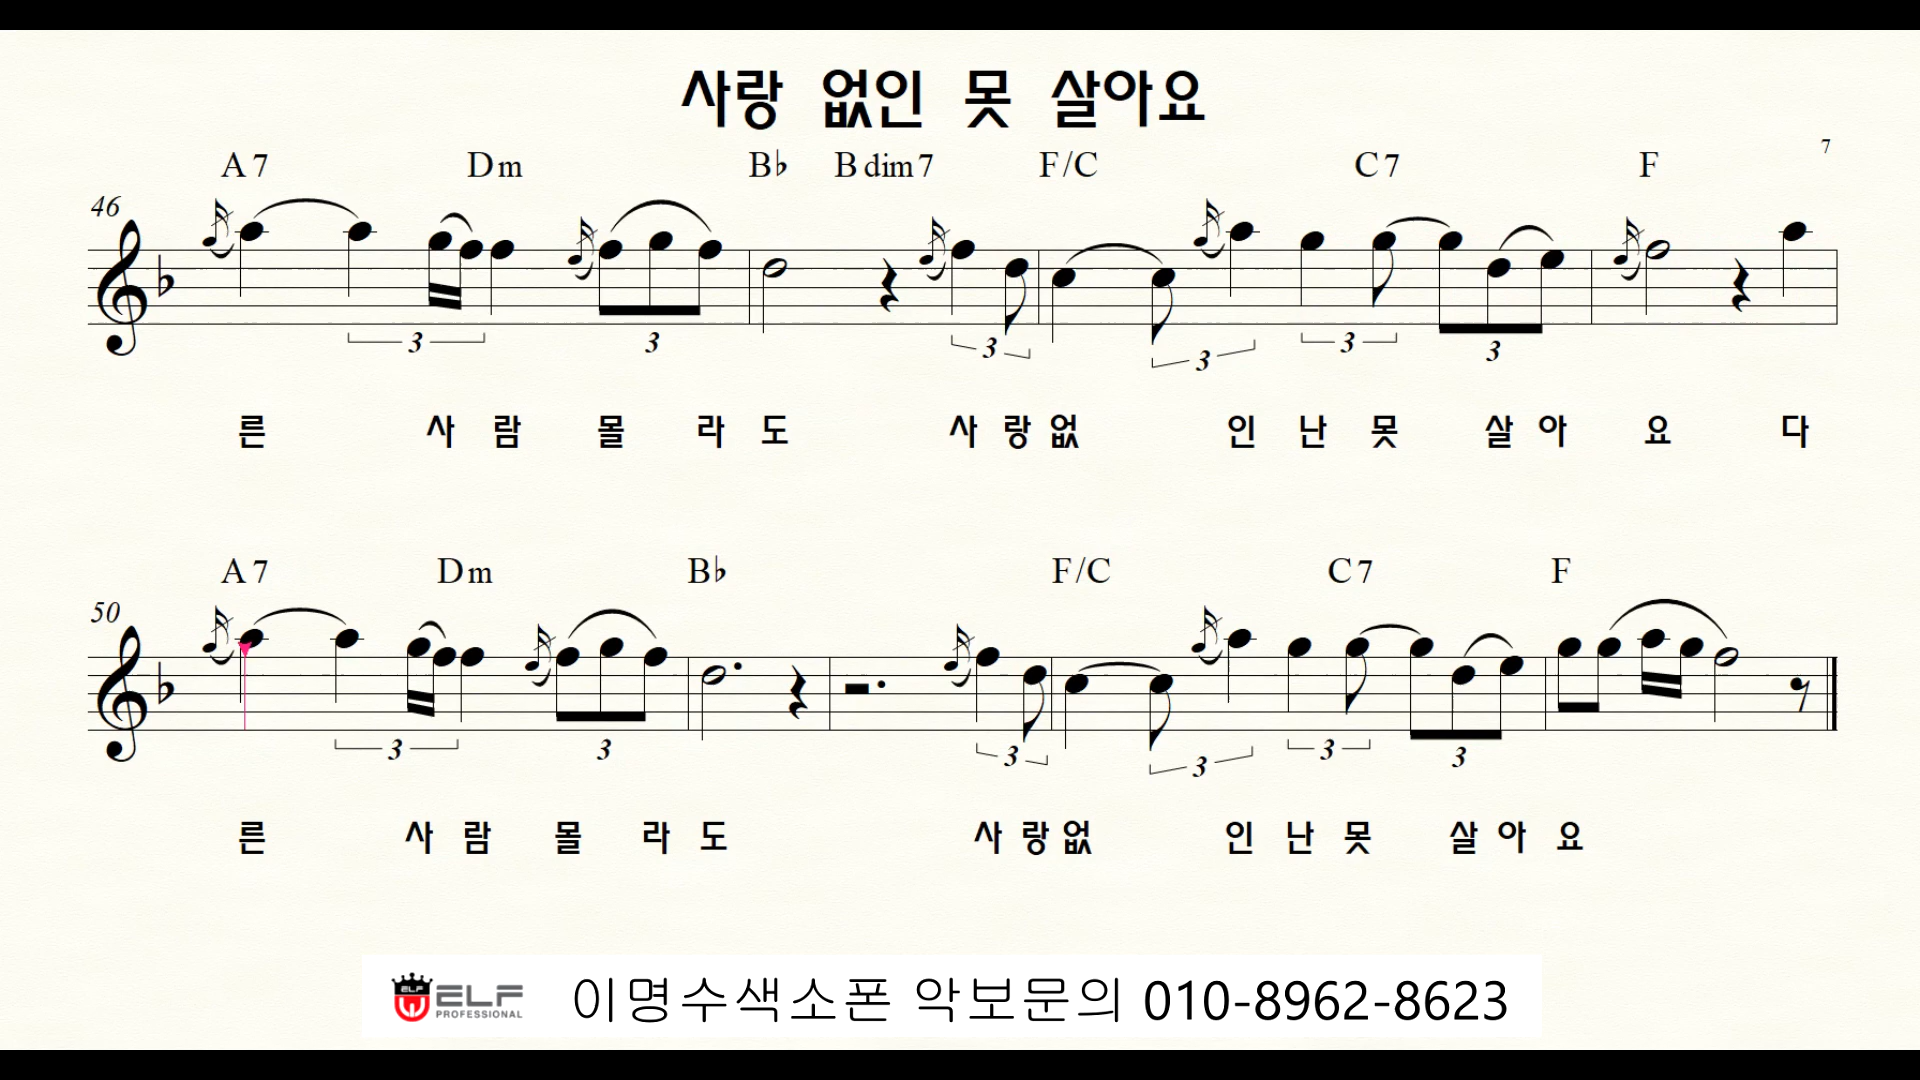 사랑 없인 못 살아요
7
A7 Dm B♭ Bdim7 F/C C7 F
46
3 3 3 3 3 3
른 사 람 몰 라 도 사 랑 없 인 난 못 살 아 요 다
A7 Dm B♭ F/C C7 F
50
3 3 3 3 3 3
른 사 람 몰 라 도 사 랑 없 인 난 못 살 아 요
ELF PROFESSIONAL 이명수색소폰 악보문의 010-8962-8623